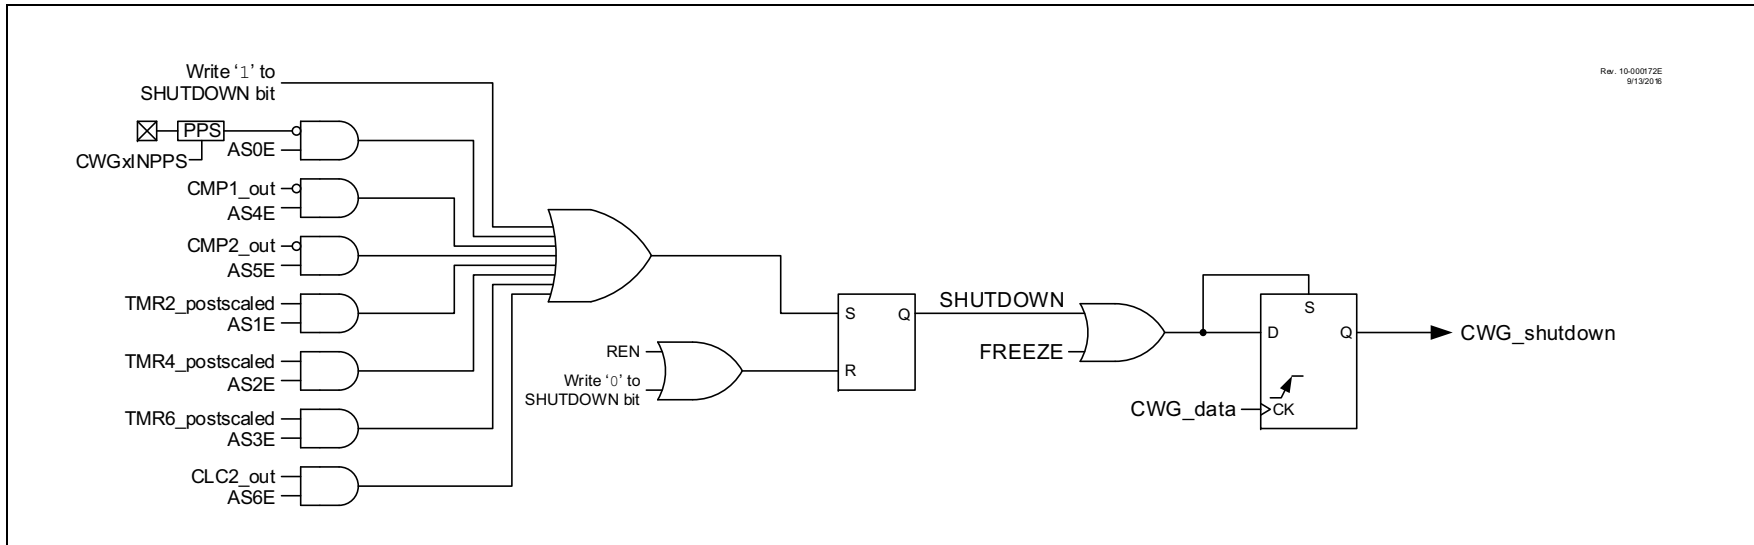 Write ‘1’ to
SHUTDOWN bit
Rev. 10-000172E
9/13/2016
PPS
AS0E
CWGxINPPS
CMP1_out
AS4E
CMP2_out
AS5E
TMR2_postscaled
AS1E
TMR4_postscaled
AS2E
TMR6_postscaled
AS3E
CLC2_out
AS6E
REN
Write ‘0’ to
SHUTDOWN bit
S
Q
R
SHUTDOWN
FREEZE
S
D
Q
CWG_data
CK
CWG_shutdown